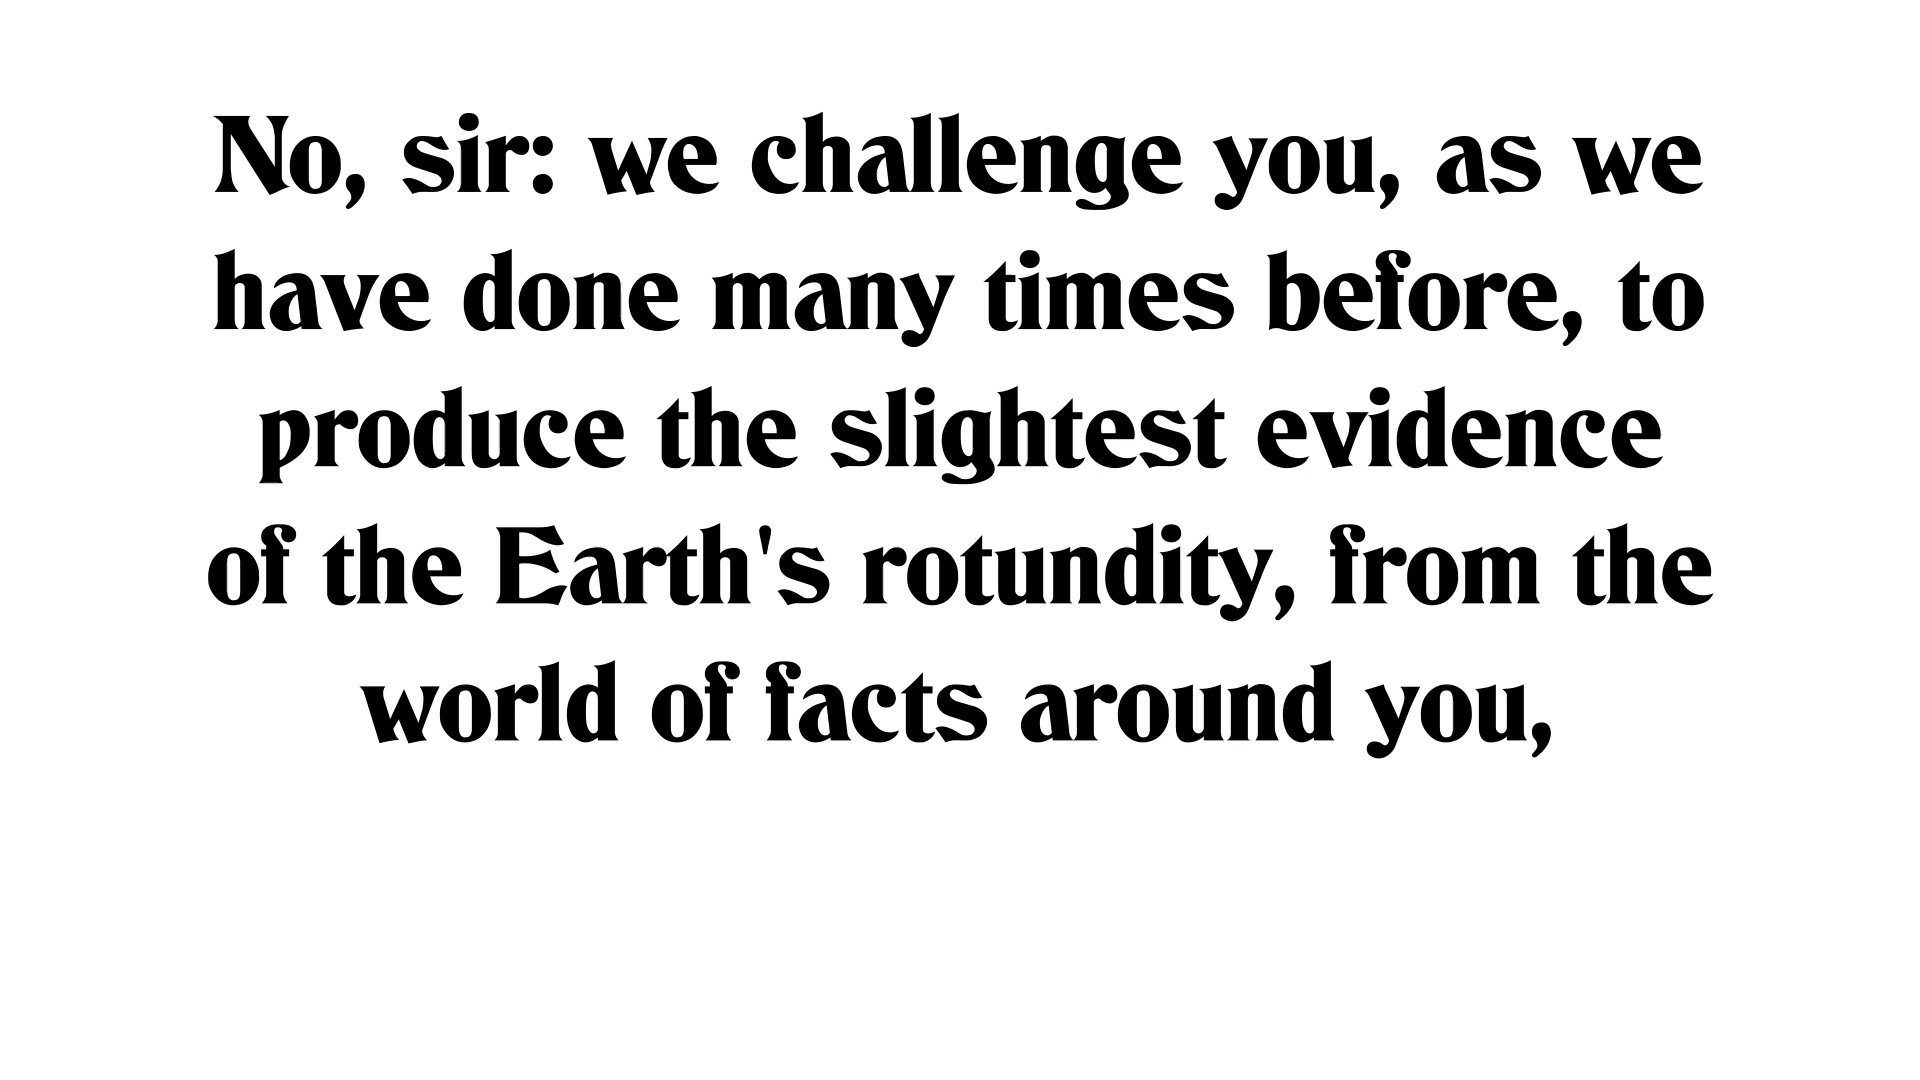 No, sir: we challenge you, as we
have done many times before, to
produce the slightest evidence
of the Earth's rotundity, from the
world of facts around you,